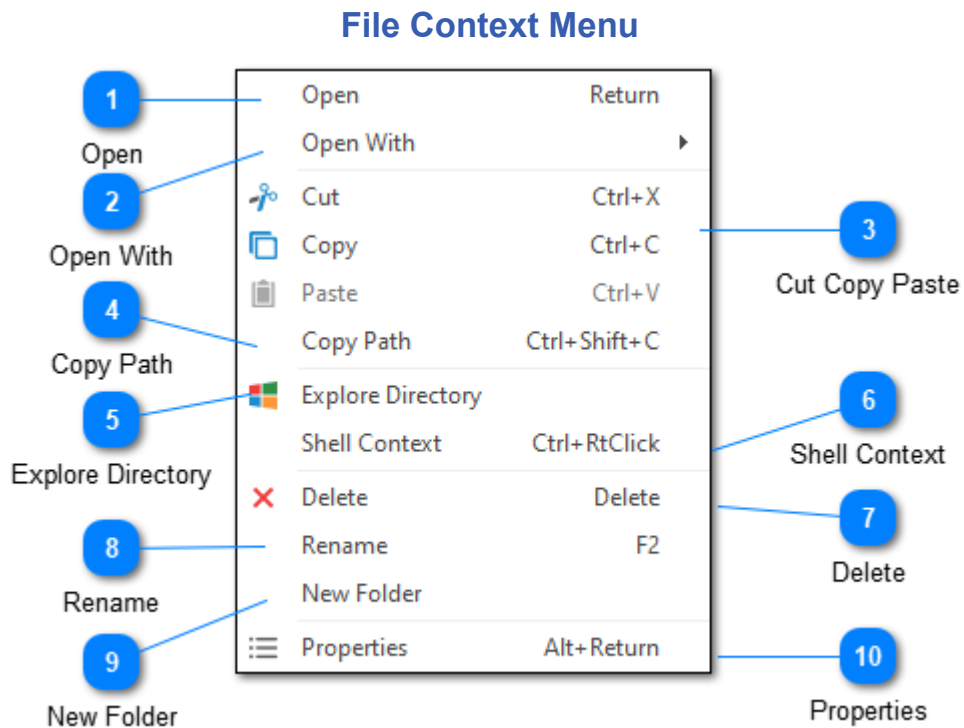 File Context Menu
1
Open
2
Open With
4
Copy Path
5
Explore Directory
8
Rename
9
New Folder
Open Return
Open With
Cut Ctrl+X
Copy Ctrl+C
Paste Ctrl+V
Copy Path Ctrl+Shift+C
Explore Directory
Shell Context Ctrl+RtClick
Delete Delete
Rename F2
New Folder
Properties Alt+Return
3
Cut Copy Paste
6
Shell Context
7
Delete
10
Properties